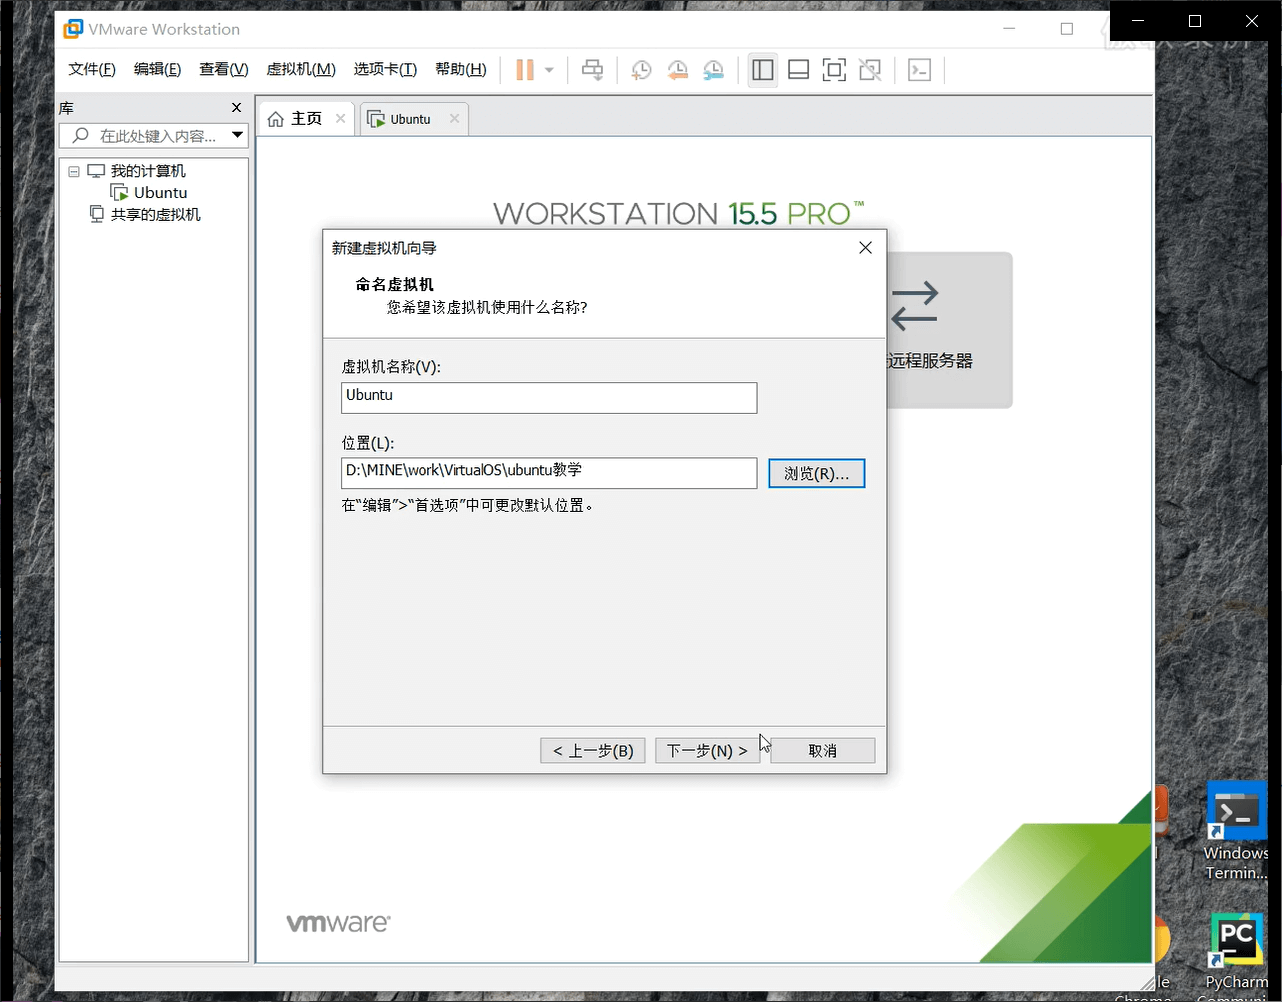 VMware Workstation
文件(F) 编辑(E) 查看(V) 虚拟机(M) 选项卡(T) 帮助(H)
库
在此处键入内容...
我的计算机
Ubuntu
共享的虚拟机
主页
Ubuntu
WORKSTATION 15.5 PRO™
远程服务器
新建虚拟机向导
命名虚拟机
您希望该虚拟机使用什么名称?
虚拟机名称(V):
Ubuntu
位置(L):
D:\MINE\work\VirtualOS\ubuntu教学
浏览(R)...
在“编辑”>“首选项”中可更改默认位置。
< 上一步(B)
下一步(N) >
取消
vmware®
Windows
Termin...
PC
PyCharm